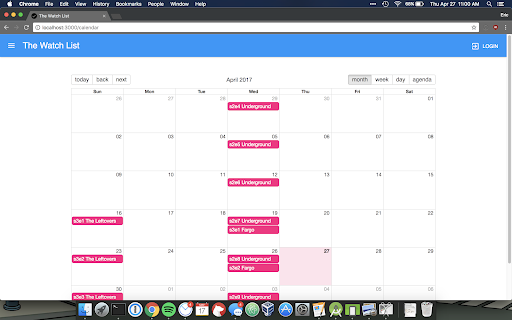 Chrome File Edit View History Bookmarks People Window Help
Thu Apr 27 11:00 AM
The Watch List
Eric
localhost:3000/calendar
The Watch List
LOGIN
today back next
April 2017
month week day agenda
Sun Mon Tue Wed Thu Fri Sat
26 27 28 29 30 31 01
s2e4 Underground
02 03 04 05 06 07 08
s2e5 Underground
09 10 11 12 13 14 15
s2e6 Underground
16 17 18 19 20 21 22
s3e1 The Leftovers s2e7 Underground
s3e1 Fargo
23 24 25 26 27 28 29
s3e2 The Leftovers s2e8 Underground
s3e2 Fargo
30 01 02 03 04 05 06
s3e3 The Leftovers s2e9 Underground
17